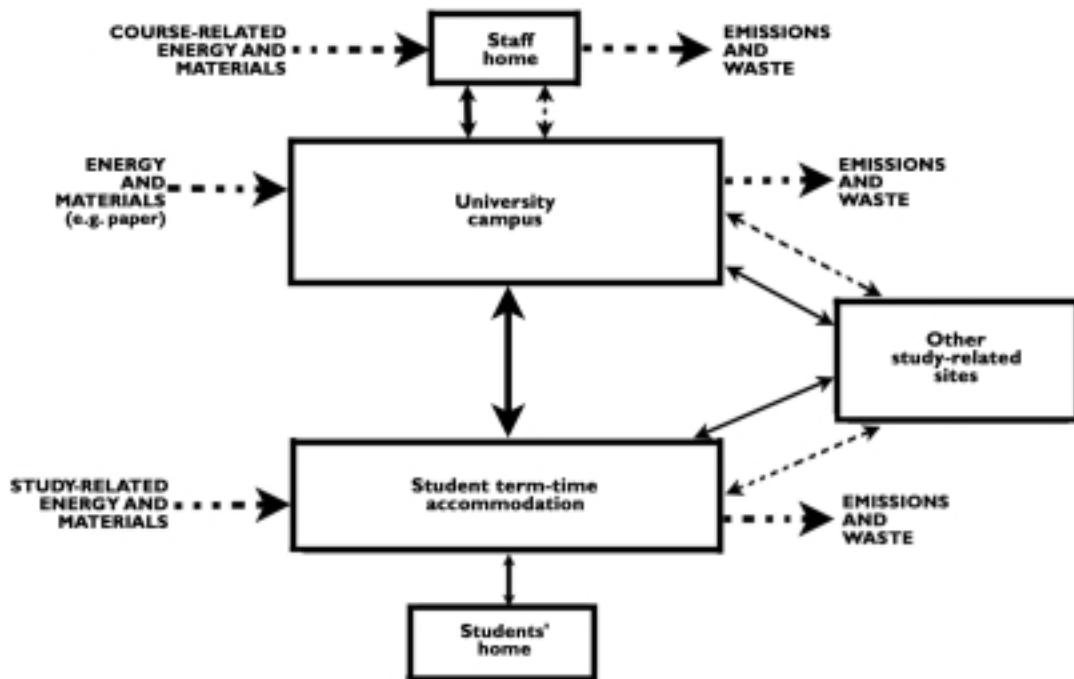 COURSE-RELATED
ENERGY AND
MATERIALS
Staff
home
EMISSIONS
AND
WASTE
ENERGY
AND
MATERIALS
(e.g. paper)
University
campus
EMISSIONS
AND
WASTE
Other
study-related
sites
STUDY-RELATED
ENERGY AND
MATERIALS
Student term-time
accommodation
EMISSIONS
AND
WASTE
Students'
home